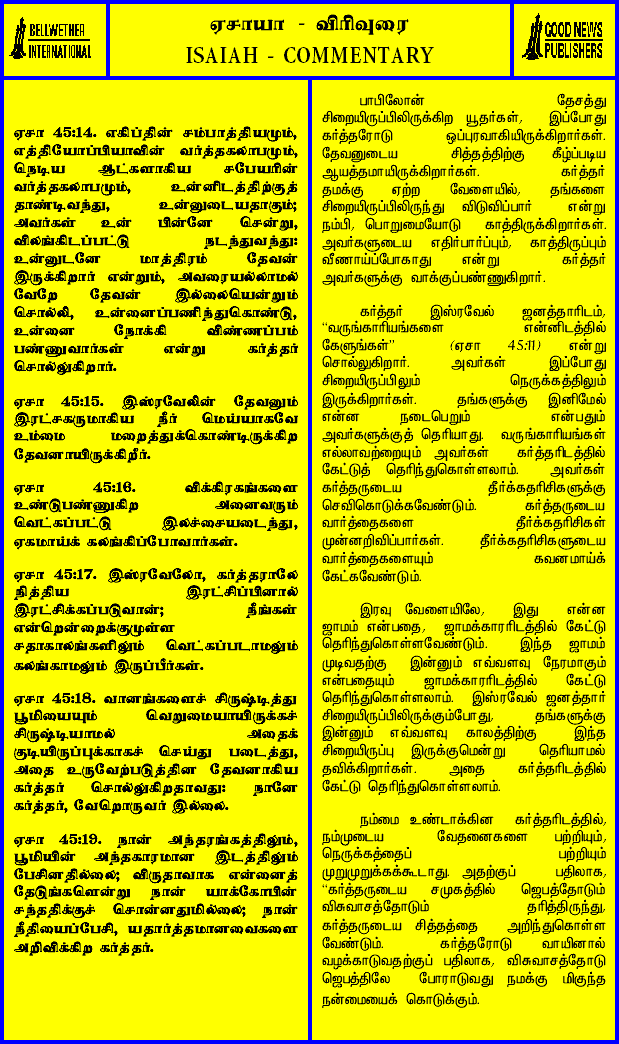 BELLWETHER
INTERNATIONAL
ஏசாயா - விரிவுரை
ISAIAH - COMMENTARY
GOOD NEWS
PUBLISHERS
ஏசா 45:14. எகிப்தின் சம்பாத்தியமும்,
எத்தியோப்பியாவின் வர்த்தகலாபமும்,
நெடிய ஆட்களாகிய சபேயரின்
வர்த்தகலாபமும், உன்னிடத்திற்குத்
தாண்டிவந்து, உன்னுடையதாகும்;
அவர்கள் உன் பின்னே சென்று,
விலங்கிடப்பட்டு நடந்துவந்து:
உன்னுடனே மாத்திரம் தேவன்
இருக்கிறார் என்றும், அவரையல்லாமல்
வேறே தேவன் இல்லையென்றும்
சொல்லி, உன்னைப்பணிந்துகொண்டு,
உன்னை நோக்கி விண்ணப்பம்
பண்ணுவார்கள் என்று கர்த்தர்
சொல்லுகிறார்.
ஏசா 45:15. இஸ்ரவேலின் தேவனும்
இரட்சகருமாகிய நீர் மெய்யாகவே
உம்மை மறைத்துக்கொண்டிருக்கிற
தேவனாயிருக்கிறீர்.
ஏசா 45:16. விக்கிரகங்களை
உண்டுபண்ணுகிற அனைவரும்
வெட்கப்பட்டு இலச்சையடைந்து,
ஏகமாய்க் கலங்கிப்போவார்கள்.
ஏசா 45:17. இஸ்ரவேலோ, கர்த்தராலே
நித்திய இரட்சிப்பினால்
இரட்சிக்கப்படுவான்; நீங்கள்
என்றென்றைக்குமுள்ள
சதாகாலங்களிலும் வெட்கப்படாமலும்
கலங்காமலும் இருப்பீர்கள்.
ஏசா 45:18. வானங்களைச் சிருஷ்டித்து
பூமியையும் வெறுமையாயிருக்கச்
சிருஷ்டியாமல் அதைக்
குடியிருப்புக்காகச் செய்து படைத்து,
அதை உருவேற்படுத்தின தேவனாகிய
கர்த்தர் சொல்லுகிறதாவது: நானே
கர்த்தர், வேறொருவர் இல்லை.
ஏசா 45:19. நான் அந்தரங்கத்திலும்,
பூமியின் அந்தகாரமான இடத்திலும்
பேசினதில்லை; விருதாவாக என்னைத்
தேடுங்களென்று நான் யாக்கோபின்
சந்ததிக்குச் சொன்னதுமில்லை; நான்
நீதியைப்பேசி, யதார்த்தமானவைகளை
அறிவிக்கிற கர்த்தர்.
பாபிலோன் தேசத்து
சிறையிருப்பிலிருக்கிற யூதர்கள், இப்போது
கர்த்தரோடு ஒப்புரவாகியிருக்கிறார்கள்.
தேவனுடைய சித்தத்திற்கு கீழ்ப்படிய
ஆயத்தமாயிருக்கிறார்கள். கர்த்தர்
தமக்கு ஏற்ற வேளையில், தங்களை
சிறையிருப்பிலிருந்து விடுவிப்பார் என்று
நம்பி, பொறுமையோடு காத்திருக்கிறார்கள்.
அவர்களுடைய எதிர்பார்ப்பும், காத்திருப்பும்
வீணாய்ப்போகாது என்று கர்த்தர்
அவர்களுக்கு வாக்குப்பண்ணுகிறார்.
கர்த்தர் இஸ்ரவேல் ஜனத்தாரிடம்,
“வருங்காரியங்களை என்னிடத்தில்
கேளுங்கள்” (ஏசா 45:11) என்று
சொல்லுகிறார். அவர்கள் இப்போது
சிறையிருப்பிலும் நெருக்கத்திலும்
இருக்கிறார்கள். தங்களுக்கு இனிமேல்
என்ன நடைபெறும் என்பதும்
அவர்களுக்குத் தெரியாது. வருங்காரியங்கள்
எல்லாவற்றையும் அவர்கள் கர்த்தரிடத்தில்
கேட்டுத் தெரிந்துகொள்ளலாம். அவர்கள்
கர்த்தருடைய தீர்க்கதரிசிகளுக்கு
செவிகொடுக்கவேண்டும். கர்த்தருடைய
வார்த்தைகளை தீர்க்கதரிசிகள்
முன்னறிவிப்பார்கள். தீர்க்கதரிசிகளுடைய
வார்த்தைகளையும் கவனமாய்க்
கேட்கவேண்டும்.
இரவு வேளையிலே, இது என்ன
ஜாமம் என்பதை, ஜாமக்காரரிடத்தில் கேட்டு
தெரிந்துகொள்ளவேண்டும். இந்த ஜாமம்
முடிவதற்கு இன்னும் எவ்வளவு நேரமாகும்
என்பதையும் ஜாமக்காரரிடத்தில் கேட்டு
தெரிந்துகொள்ளலாம். இஸ்ரவேல் ஜனத்தார்
சிறையிருப்பிலிருக்கும்போது, தங்களுக்கு
இன்னும் எவ்வளவு காலத்திற்கு இந்த
சிறையிருப்பு இருக்குமென்று தெரியாமல்
தவிக்கிறார்கள். அதை கர்த்தரிடத்தில்
கேட்டு தெரிந்துகொள்ளலாம்.
நம்மை உண்டாக்கின கர்த்தரிடத்தில்,
நம்முடைய வேதனைகளை பற்றியும்,
நெருக்கத்தைப் பற்றியும்
முறுமுறுக்கக்கூடாது. அதற்குப் பதிலாக,
“கர்த்தருடைய சமுகத்தில் ஜெபத்தோடும்
விசுவாசத்தோடும் தரித்திருந்து,
கர்த்தருடைய சித்தத்தை அறிந்துகொள்ள
வேண்டும். கர்த்தரோடு வாயினால்
வழக்காடுவதற்குப் பதிலாக, விசுவாசத்தோடு
ஜெபத்திலே போராடுவது நமக்கு மிகுந்த
நன்மையைக் கொடுக்கும்.